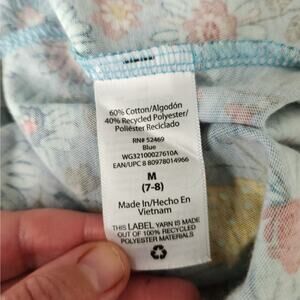 60% Cotton/Algodón
40% Recycled Polyester/
Poliéster Reciclado
RN# 52469
Blue
WG32100027610A
EAN/UPC 8 80978014966
M
(7-8)
Made In/Hecho En
Vietnam
THIS LABEL YARN IS MADE
OUT OF 100% RECYCLED
POLYESTER MATERIALS